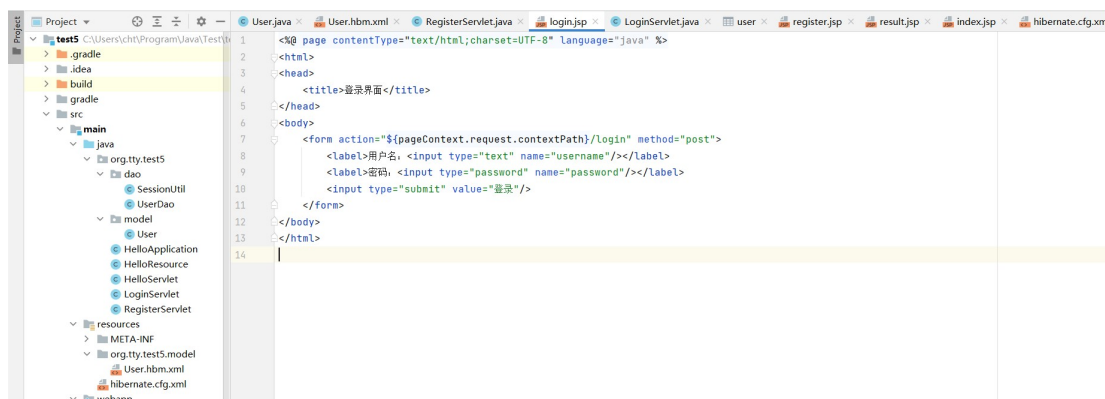 Project
User.java
User.hbm.xml
RegisterServlet.java
login.jsp
LoginServlet.java
user
register.jsp
result.jsp
index.jsp
hibernate.cfg.xm
Project
test5 C:\Users\cht\Program\Java\Test\te
.gradle
.idea
build
gradle
src
main
java
org.tty.test5
dao
SessionUtil
UserDao
model
User
HelloApplication
HelloResource
HelloServlet
LoginServlet
RegisterServlet
resources
META-INF
org.tty.test5.model
User.hbm.xml
hibernate.cfg.xml
webapp
1 <%@ page contentType="text/html;charset=UTF-8" language="java" %>
2 <html>
3 <head>
4 <title>登录界面</title>
5 </head>
6 <body>
7 <form action="${pageContext.request.contextPath}/login" method="post">
8 <label>用户名：<input type="text" name="username"/></label>
9 <label>密码：<input type="password" name="password"/></label>
10 <input type="submit" value="登录"/>
11 </form>
12 </body>
13 </html>
14